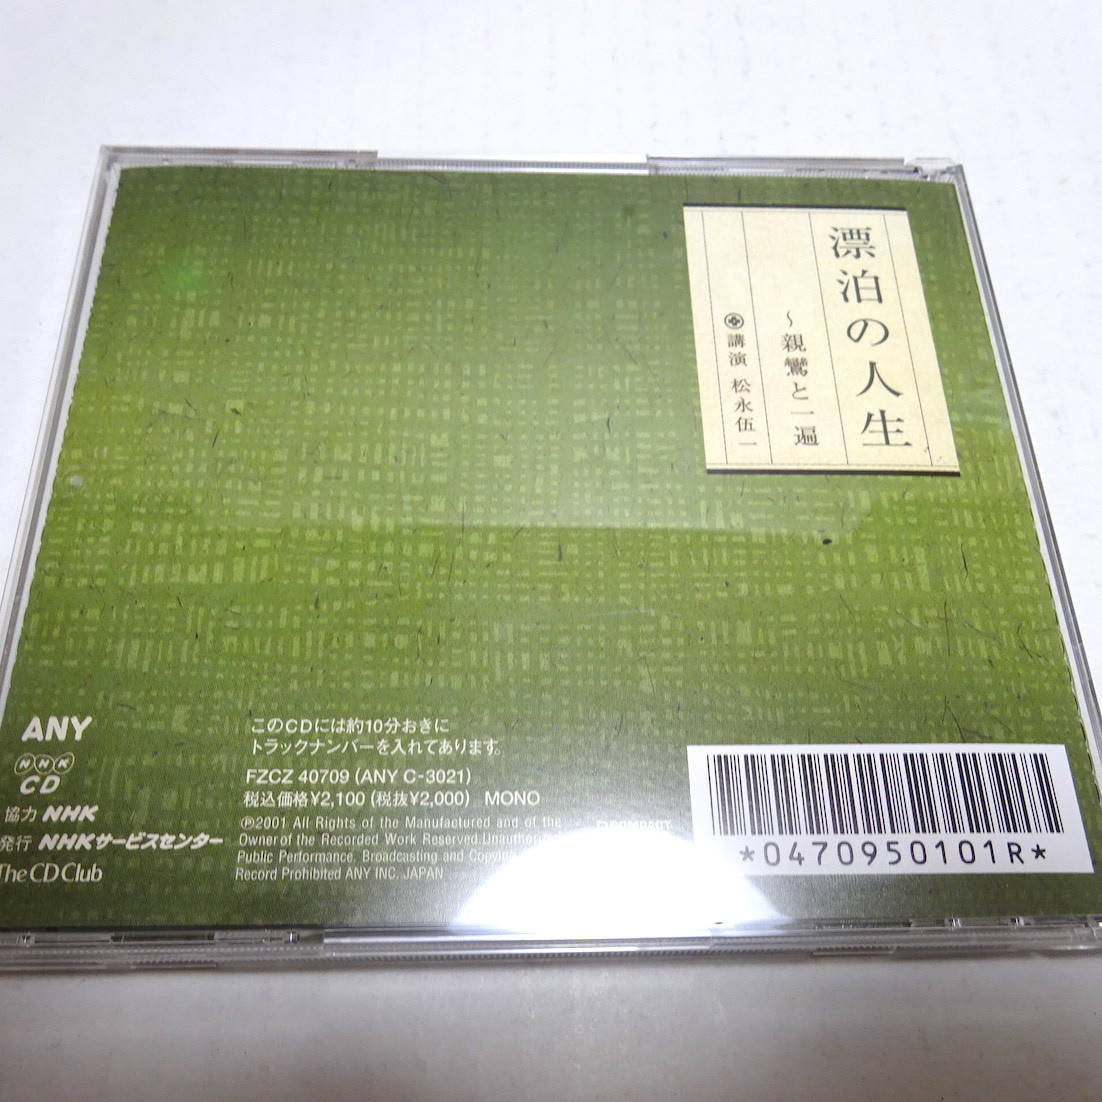 漂泊の人生
~親鸞と一遍
講演 松永伍一
ANY
NHK
CD
協力 NHK
発行 NHKサービスセンター
The CD Club
このCDには約10分おきに
トラックナンバーを入れてあります。
FZCZ 40709 (ANY C-3021)
税込価格¥2,100 (税抜¥2,000) MONO
℗2001 All Rights of the Manufactured and of the
Owner of the Recorded Work Reserved.Unauthorized
Public Performance, Broadcasting and Copying
Record Prohibited ANY INC. JAPAN
COMPACT
*0470950101R*